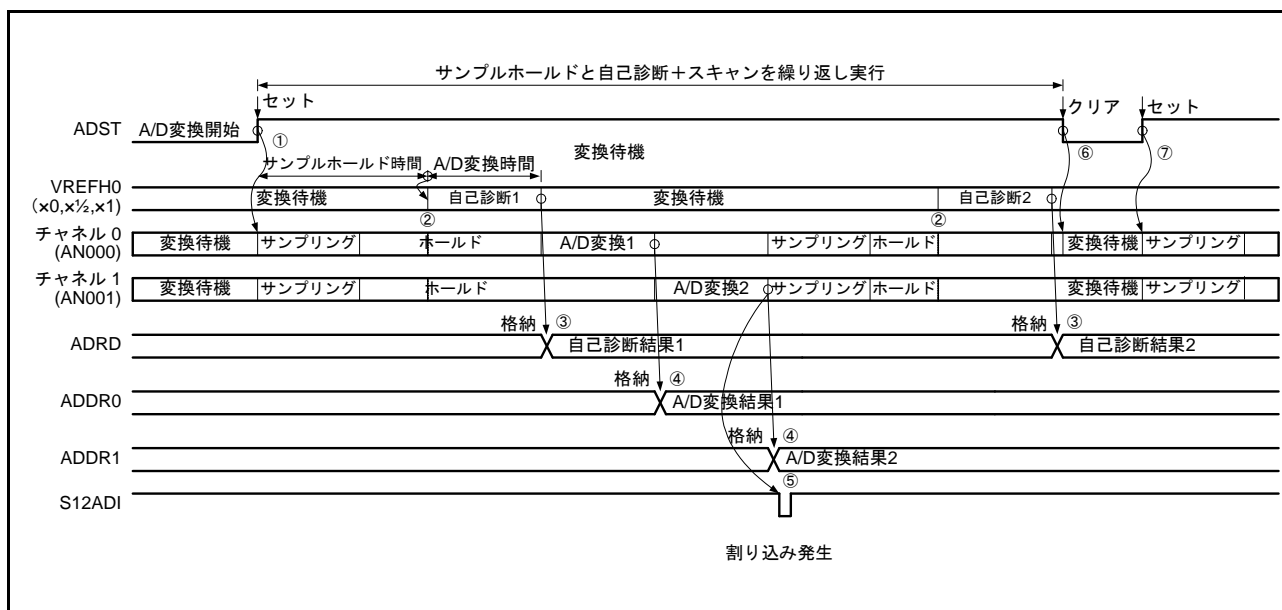 サンプルホールドと自己診断+スキャンを繰り返し実行
セット
クリア
セット
ADST
A/D変換開始
①
⑥
⑦
サンプルホールド時間
A/D変換時間
変換待機
VREFH0
(×0,×½,×1)
変換待機
自己診断1
変換待機
自己診断2
②
②
チャネル 0
(AN000)
変換待機
サンプリング
ホールド
A/D変換1
サンプリング
ホールド
変換待機
サンプリング
チャネル 1
(AN001)
変換待機
サンプリング
ホールド
A/D変換2
サンプリング
ホールド
変換待機
サンプリング
格納
③
格納
③
ADRD
自己診断結果1
自己診断結果2
格納
④
ADDR0
A/D変換結果1
格納
④
ADDR1
A/D変換結果2
⑤
S12ADI
割り込み発生